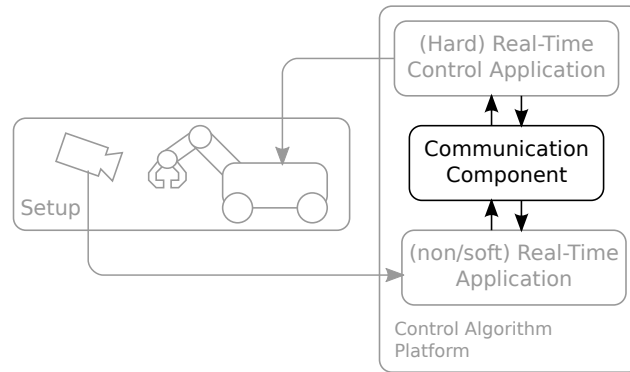 (Hard) Real-Time
Control Application
Communication
Component
Setup
(non/soft) Real-Time
Application
Control Algorithm
Platform